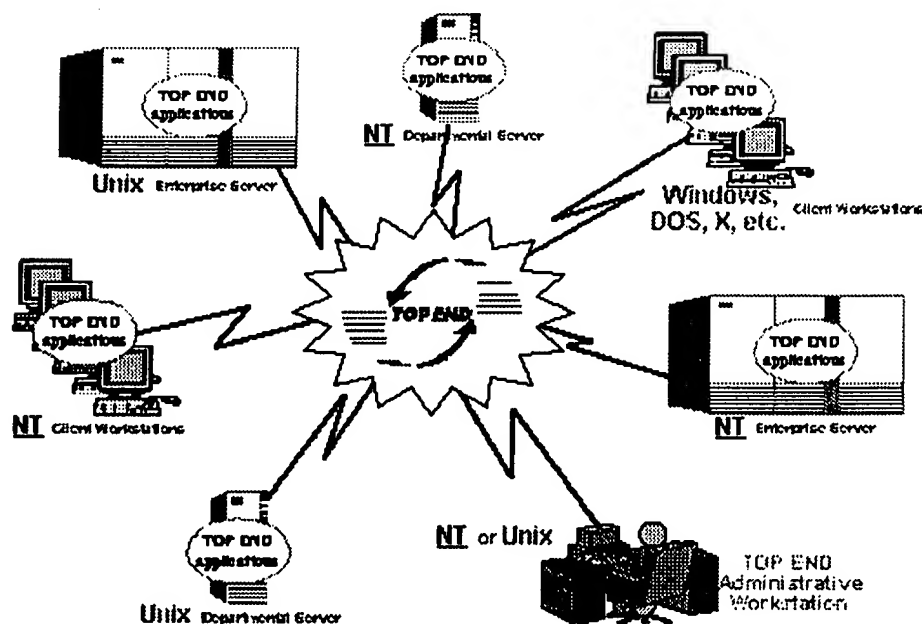 TOP END
applications
Unix Enterprise Server
TOP END
applications
NT Departmental Server
TOP END
applications
Windows,
DOS, X, etc. Client Workstations
TOP END
applications
NT Client Workstations
TOP END
TOP END
applications
NT Enterprise Server
TOP END
applications
Unix Departmental Server
NT or Unix
TOP END
Administrative
Workstation